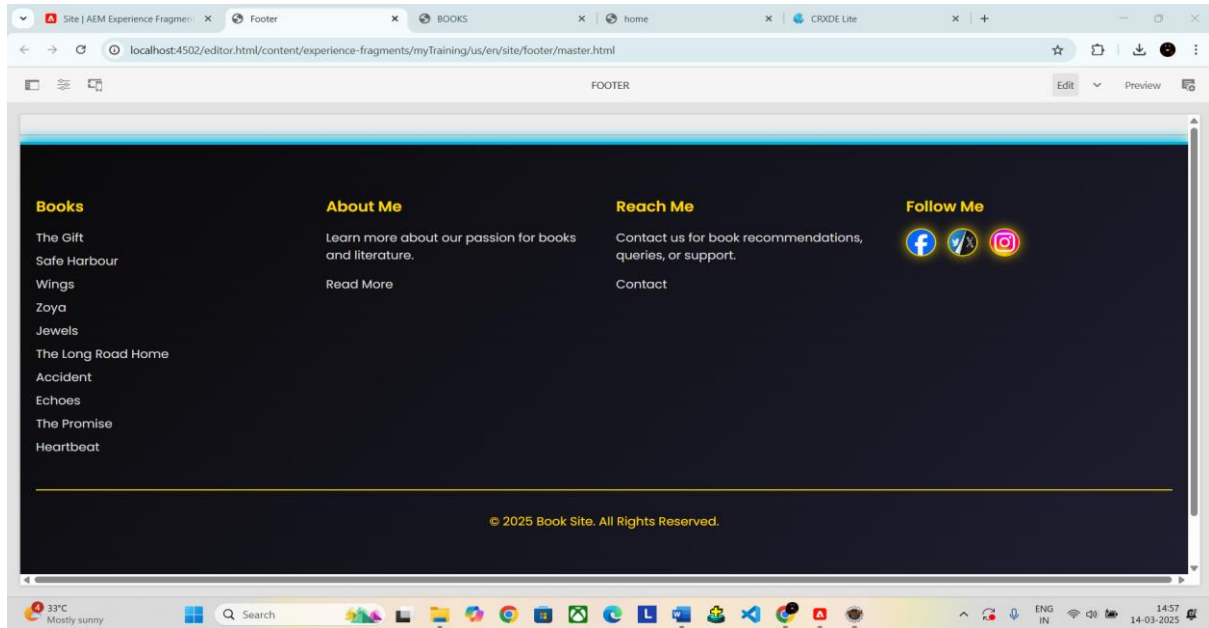 Site | AEM Experience Fragmen
Footer
BOOKS
home
CRXDE Lite
localhost:4502/editor.html/content/experience-fragments/myTraining/us/en/site/footer/master.html
FOOTER
Edit
Preview
Books
The Gift
Safe Harbour
Wings
Zoya
Jewels
The Long Road Home
Accident
Echoes
The Promise
Heartbeat
About Me
Learn more about our passion for books
and literature.
Read More
Reach Me
Contact us for book recommendations,
queries, or support.
Contact
Follow Me
© 2025 Book Site. All Rights Reserved.
4
33°C
Mostly sunny
Search
ENG
IN
14:57
14-03-2025